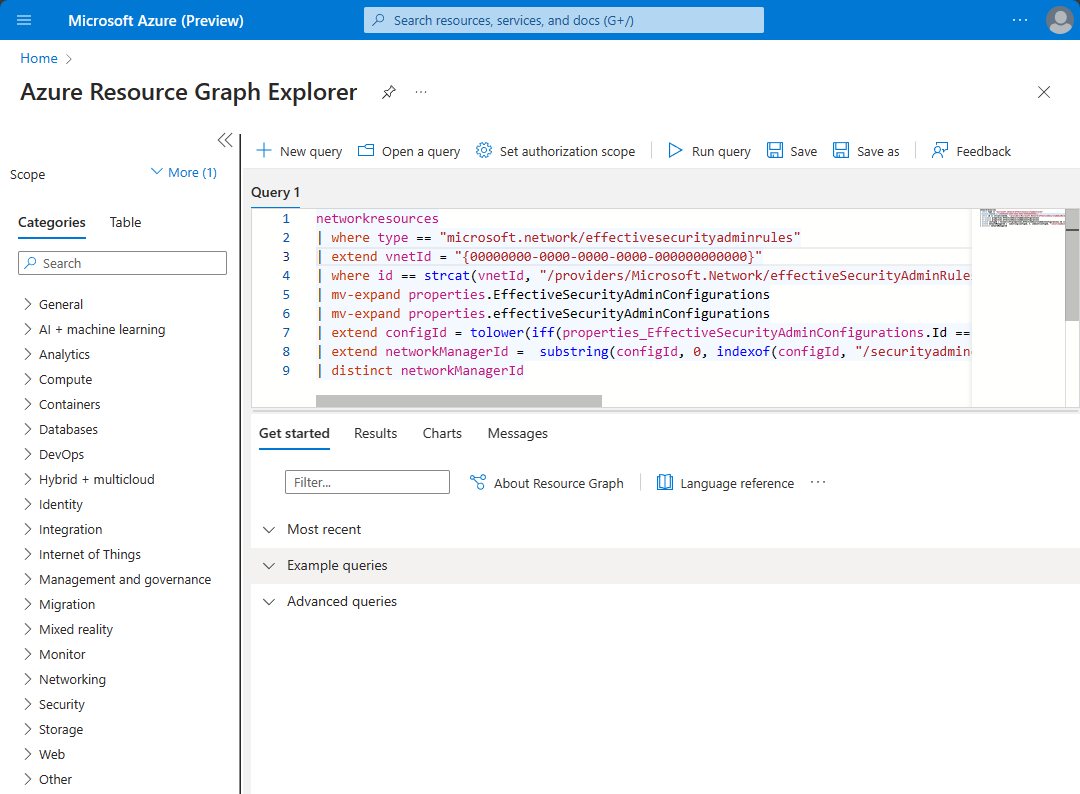 Microsoft Azure (Preview)
Search resources, services, and docs (G+/)
Home
Azure Resource Graph Explorer
Scope
More (1)
Categories
Table
Search
General
AI + machine learning
Analytics
Compute
Containers
Databases
DevOps
Hybrid + multicloud
Identity
Integration
Internet of Things
Management and governance
Migration
Mixed reality
Monitor
Networking
Security
Storage
Web
Other
New query
Open a query
Set authorization scope
Run query
Save
Save as
Feedback
Query 1
1 networkresources
2 | where type == "microsoft.network/effectivesecurityadminrules"
3 | extend vnetId = "{00000000-0000-0000-0000-000000000000}"
4 | where id == strcat(vnetId, "/providers/Microsoft.Network/effectiveSecurityAdminRule
5 | mv-expand properties.EffectiveSecurityAdminConfigurations
6 | mv-expand properties.effectiveSecurityAdminConfigurations
7 | extend configId = tolower(iff(properties_EffectiveSecurityAdminConfigurations.Id ==
8 | extend networkManagerId = substring(configId, 0, indexof(configId, "/securityadmin
9 | distinct networkManagerId
Get started
Results
Charts
Messages
Filter...
About Resource Graph
Language reference
Most recent
Example queries
Advanced queries